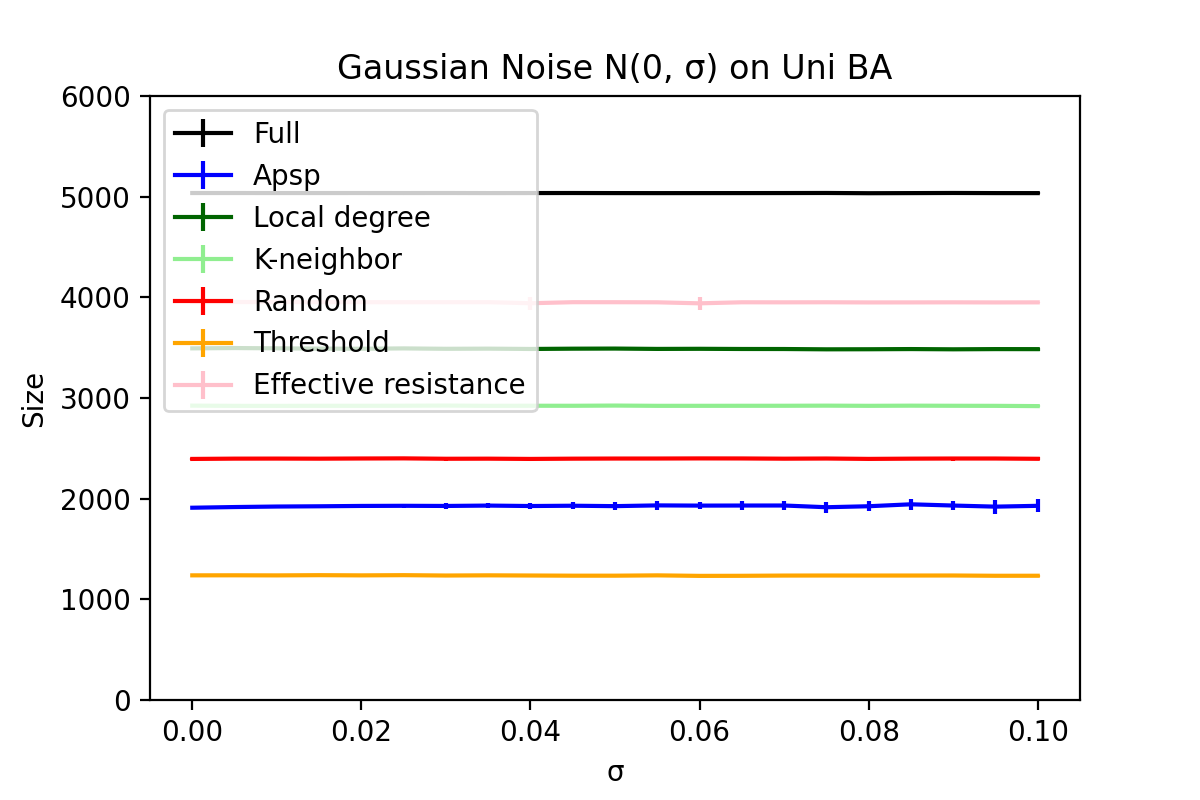 Gaussian Noise N(0, σ) on Uni BA
6000
5000
4000
3000
2000
1000
0
Size
Full
Apsp
Local degree
K-neighbor
Random
Threshold
Effective resistance
0.00 0.02 0.04 0.06 0.08 0.10
σ